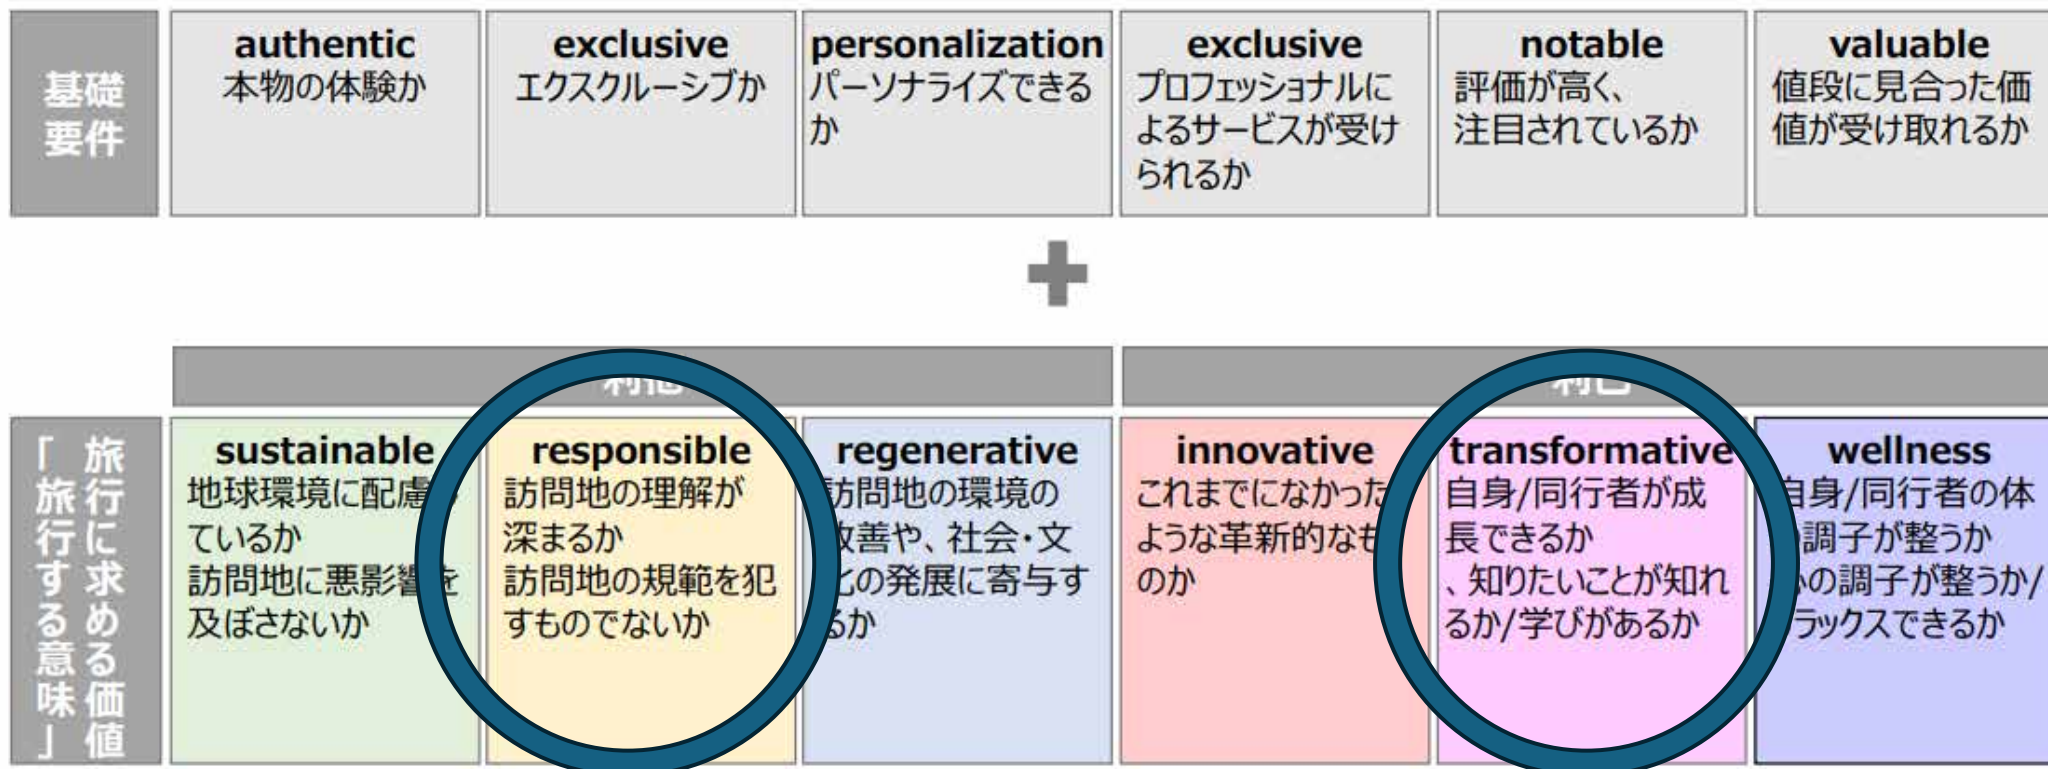 基礎
要件
authentic
本物の体験か
exclusive
エクスクルーシブか
personalization
パーソナライズできる
か
exclusive
プロフェッショナルに
よるサービスが受け
られるか
notable
評価が高く、
注目されているか
valuable
値段に見合った価
値が受け取れるか
旅行に求める価値
「旅行する意味」
sustainable
地球環境に配慮
ているか
訪問地に悪影響を
及ぼさないか
responsible
訪問地の理解が
深まるか
訪問地の規範を犯
すものでないか
regenerative
訪問地の環境の
改善や、社会・文
化の発展に寄与す
るか
innovative
これまでになかった
ような革新的なも
のか
transformative
自身/同行者が成
長できるか
、知りたいことが知れ
るか/学びがあるか
wellness
自身/同行者の体
調子が整うか
の調子が整うか/
ラックスできるか